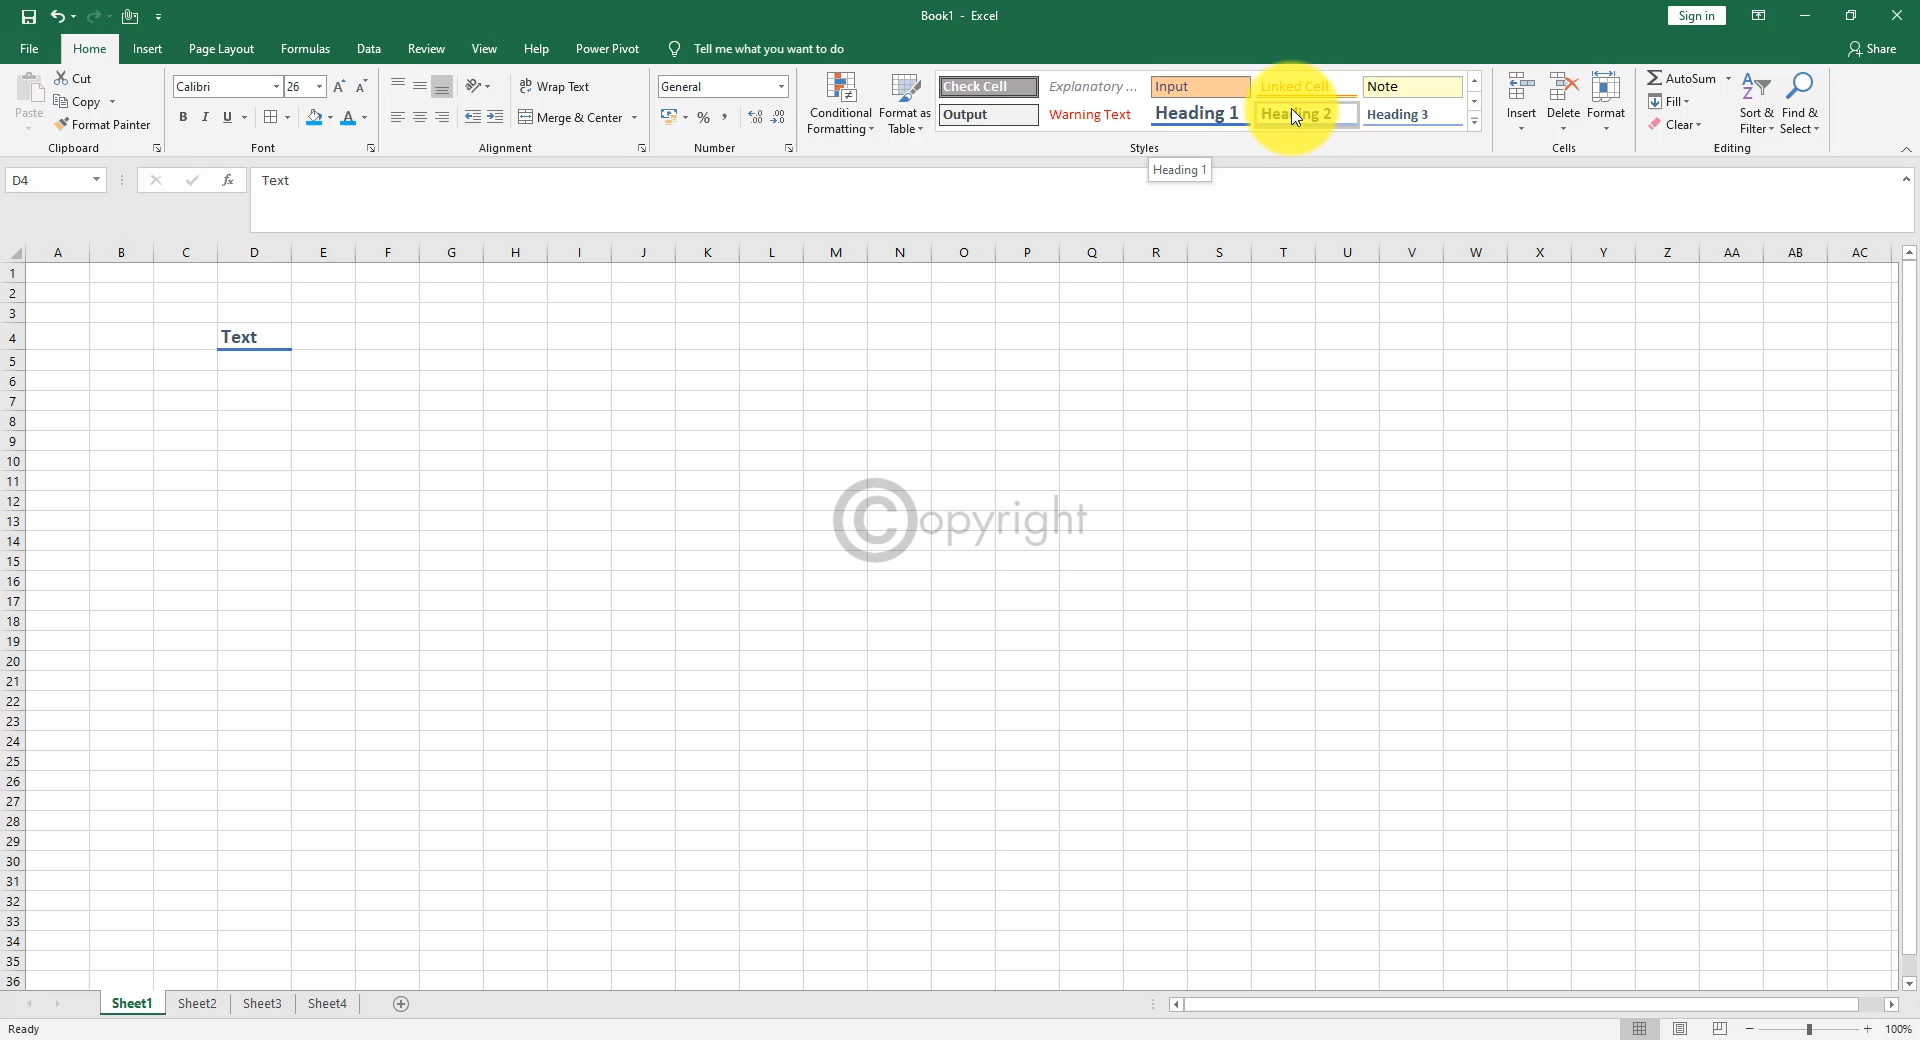 Book1 - Excel
Sign in
File Home Insert Page Layout Formulas Data Review View Help Power Pivot Tell me what you want to do Share
Paste
Cut
Copy
Format Painter
Clipboard
Calibri 26
B I U
Font
Wrap Text
Merge & Center
Alignment
General
Number
Conditional Formatting
Format as Table
Check Cell Explanatory ... Input Linked Cell Note
Output Warning Text Heading 1 Heading 2 Heading 3
Styles
Insert Delete Format
Cells
AutoSum
Fill
Clear
Sort & Filter
Find & Select
Editing
Heading 1
D4 fx Text
A B C D E F G H I J K L M N O P Q R S T U V W X Y Z AA AB AC
1
2
3
4 Text
5
6
7
8
9
10
11
12
13
14
15
16
17
18
19
20
21
22
23
24
25
26
27
28
29
30
31
32
33
34
35
36
©opyright
Sheet1 Sheet2 Sheet3 Sheet4
Ready
100%